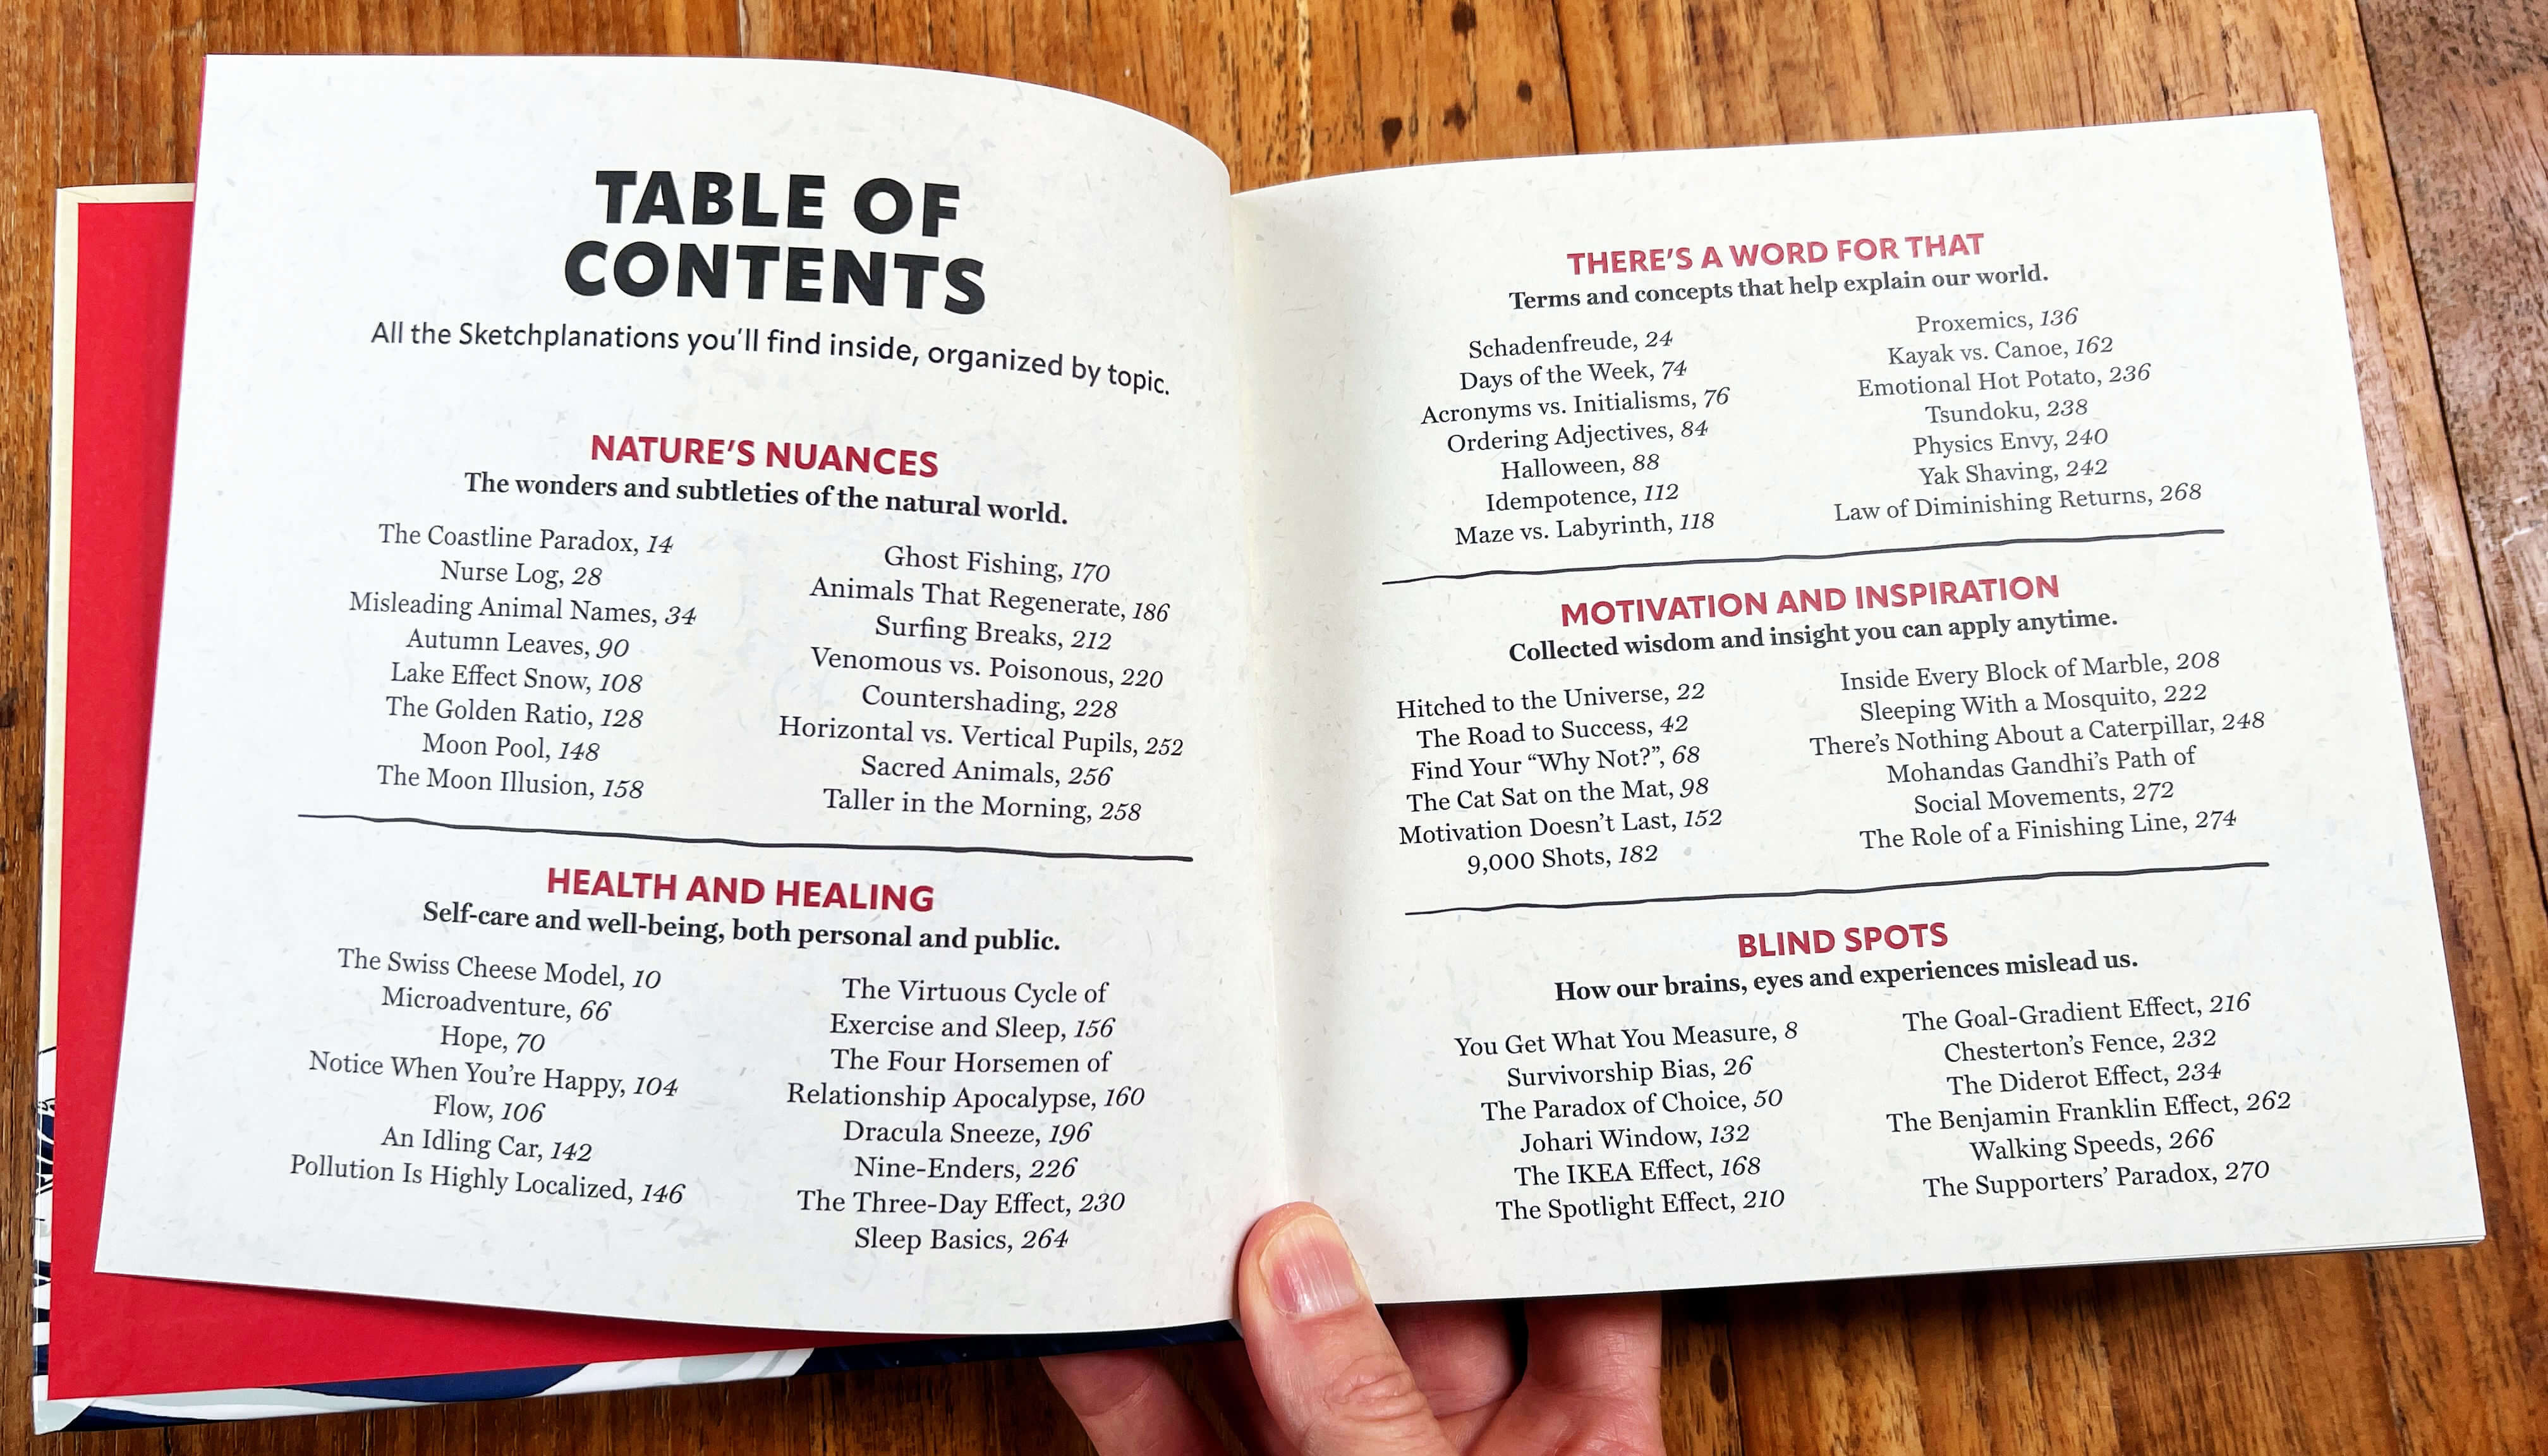 TABLE OF
CONTENTS
All the Sketchplanations you'll find inside, organized by topic.
NATURE'S NUANCES
The wonders and subtleties of the natural world.
The Coastline Paradox, 14
Nurse Log, 28
Misleading Animal Names, 34
Autumn Leaves, 90
Lake Effect Snow, 108
The Golden Ratio, 128
Moon Pool, 148
The Moon Illusion, 158
Ghost Fishing, 170
Animals That Regenerate, 186
Surfing Breaks, 212
Venomous vs. Poisonous, 220
Countershading, 228
Horizontal vs. Vertical Pupils, 252
Sacred Animals, 256
Taller in the Morning, 258
HEALTH AND HEALING
Self-care and well-being, both personal and public.
The Swiss Cheese Model, 10
Microadventure, 66
Hope, 70
Notice When You're Happy, 104
Flow, 106
An Idling Car, 142
Pollution Is Highly Localized, 146
The Virtuous Cycle of
Exercise and Sleep, 156
The Four Horsemen of
Relationship Apocalypse, 160
Dracula Sneeze, 196
Nine-Enders, 226
The Three-Day Effect, 230
Sleep Basics, 264
THERE'S A WORD FOR THAT
Terms and concepts that help explain our world.
Schadenfreude, 24
Days of the Week, 74
Acronyms vs. Initialisms, 76
Ordering Adjectives, 84
Halloween, 88
Idempotence, 112
Maze vs. Labyrinth, 118
Proxemics, 136
Kayak vs. Canoe, 162
Emotional Hot Potato, 236
Tsundoku, 238
Physics Envy, 240
Yak Shaving, 242
Law of Diminishing Returns, 268
MOTIVATION AND INSPIRATION
Collected wisdom and insight you can apply anytime.
Hitched to the Universe, 22
The Road to Success, 42
Find Your “Why Not?”, 68
The Cat Sat on the Mat, 98
Motivation Doesn't Last, 152
9,000 Shots, 182
Inside Every Block of Marble, 208
Sleeping With a Mosquito, 222
There's Nothing About a Caterpillar, 248
Mohandas Gandhi's Path of
Social Movements, 272
The Role of a Finishing Line, 274
BLIND SPOTS
How our brains, eyes and experiences mislead us.
You Get What You Measure, 8
Survivorship Bias, 26
The Paradox of Choice, 50
Johari Window, 132
The IKEA Effect, 168
The Spotlight Effect, 210
The Goal-Gradient Effect, 216
Chesterton's Fence, 232
The Diderot Effect, 234
The Benjamin Franklin Effect, 262
Walking Speeds, 266
The Supporters' Paradox, 270